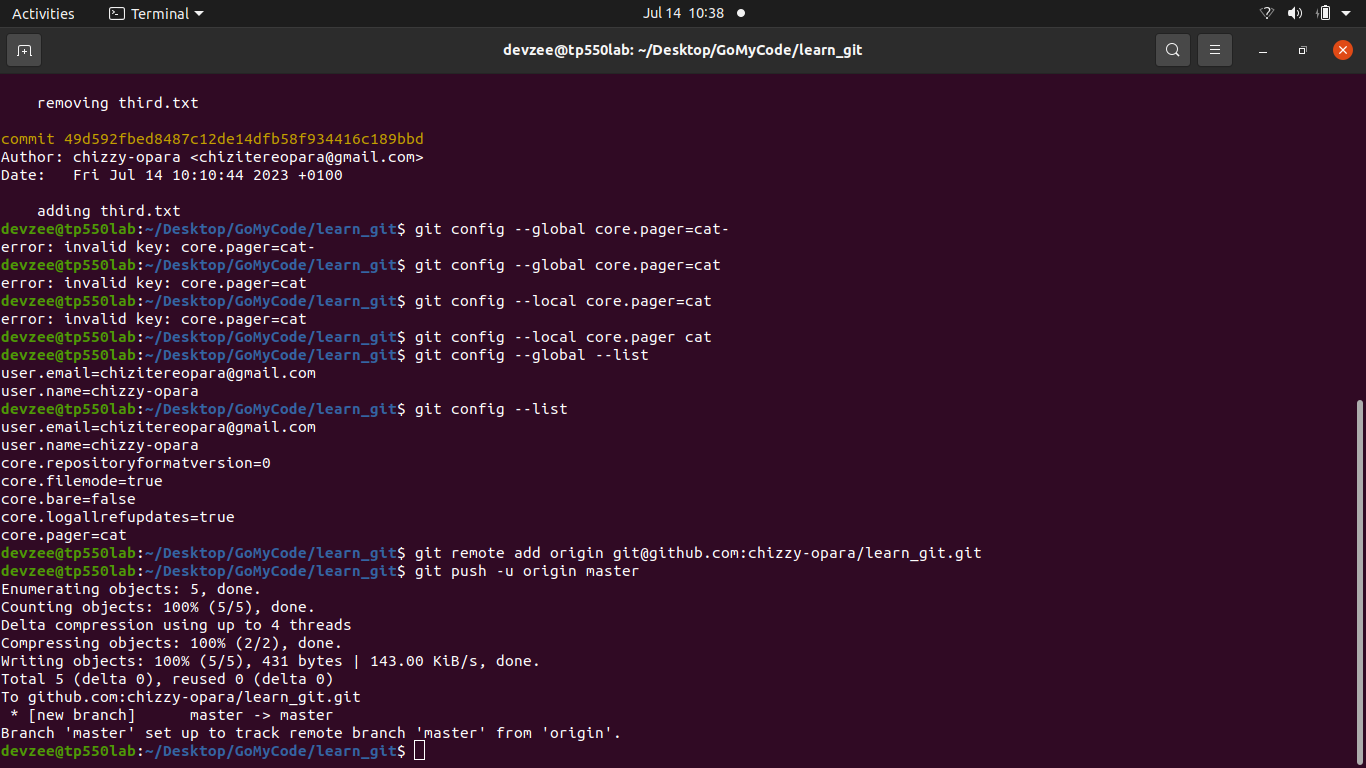 Activities
Terminal
Jul 14 10:38
devzee@tp550lab: ~/Desktop/GoMyCode/learn_git
    removing third.txt
commit 49d592fbed8487c12de14dfb58f934416c189bbd
Author: chizzy-opara <chizitereopara@gmail.com>
Date:   Fri Jul 14 10:10:44 2023 +0100
    adding third.txt
devzee@tp550lab:~/Desktop/GoMyCode/learn_git$ git config --global core.pager=cat-
error: invalid key: core.pager=cat-
devzee@tp550lab:~/Desktop/GoMyCode/learn_git$ git config --global core.pager=cat
error: invalid key: core.pager=cat
devzee@tp550lab:~/Desktop/GoMyCode/learn_git$ git config --local core.pager=cat
error: invalid key: core.pager=cat
devzee@tp550lab:~/Desktop/GoMyCode/learn_git$ git config --local core.pager cat
devzee@tp550lab:~/Desktop/GoMyCode/learn_git$ git config --global --list
user.email=chizitereopara@gmail.com
user.name=chizzy-opara
devzee@tp550lab:~/Desktop/GoMyCode/learn_git$ git config --list
user.email=chizitereopara@gmail.com
user.name=chizzy-opara
core.repositoryformatversion=0
core.filemode=true
core.bare=false
core.logallrefupdates=true
core.pager=cat
devzee@tp550lab:~/Desktop/GoMyCode/learn_git$ git remote add origin git@github.com:chizzy-opara/learn_git.git
devzee@tp550lab:~/Desktop/GoMyCode/learn_git$ git push -u origin master
Enumerating objects: 5, done.
Counting objects: 100% (5/5), done.
Delta compression using up to 4 threads
Compressing objects: 100% (2/2), done.
Writing objects: 100% (5/5), 431 bytes | 143.00 KiB/s, done.
Total 5 (delta 0), reused 0 (delta 0)
To github.com:chizzy-opara/learn_git.git
 * [new branch]      master -> master
Branch 'master' set up to track remote branch 'master' from 'origin'.
devzee@tp550lab:~/Desktop/GoMyCode/learn_git$